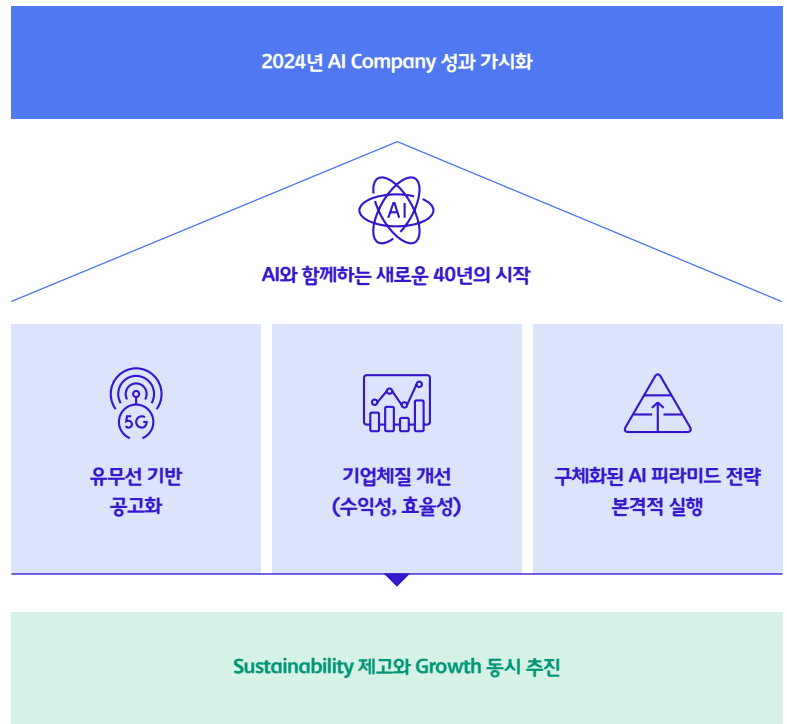 2024년 AI Company 성과 가시화
AI
AI와 함께하는 새로운 40년의 시작
5G
유무선 기반
공고화
기업체질 개선
(수익성, 효율성)
구체화된 AI 피라미드 전략
본격적 실행
Sustainability 제고와 Growth 동시 추진